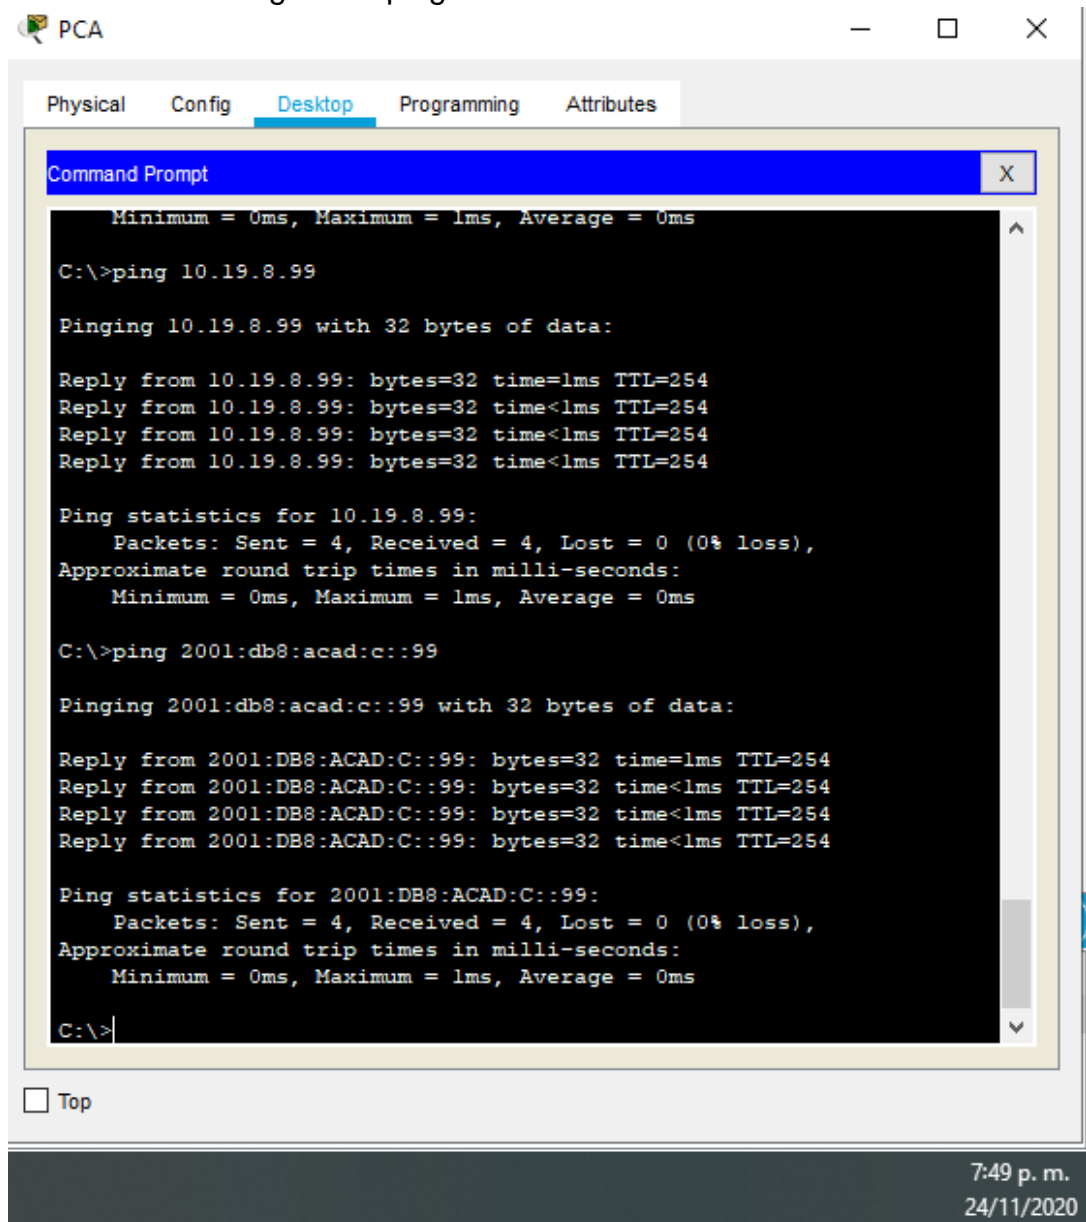 PCA
Physical Config Desktop Programming Attributes
Command Prompt
X
Minimum = 0ms, Maximum = 1ms, Average = 0ms
C:\>ping 10.19.8.99
Pinging 10.19.8.99 with 32 bytes of data:
Reply from 10.19.8.99: bytes=32 time=1ms TTL=254
Reply from 10.19.8.99: bytes=32 time<1ms TTL=254
Reply from 10.19.8.99: bytes=32 time<1ms TTL=254
Reply from 10.19.8.99: bytes=32 time<1ms TTL=254
Ping statistics for 10.19.8.99:
Packets: Sent = 4, Received = 4, Lost = 0 (0% loss),
Approximate round trip times in milli-seconds:
Minimum = 0ms, Maximum = 1ms, Average = 0ms
C:\>ping 2001:db8:acad:c::99
Pinging 2001:db8:acad:c::99 with 32 bytes of data:
Reply from 2001:DB8:ACAD:C::99: bytes=32 time=1ms TTL=254
Reply from 2001:DB8:ACAD:C::99: bytes=32 time<1ms TTL=254
Reply from 2001:DB8:ACAD:C::99: bytes=32 time<1ms TTL=254
Reply from 2001:DB8:ACAD:C::99: bytes=32 time<1ms TTL=254
Ping statistics for 2001:DB8:ACAD:C::99:
Packets: Sent = 4, Received = 4, Lost = 0 (0% loss),
Approximate round trip times in milli-seconds:
Minimum = 0ms, Maximum = 1ms, Average = 0ms
C:\>
Top
7:49 p. m.
24/11/2020